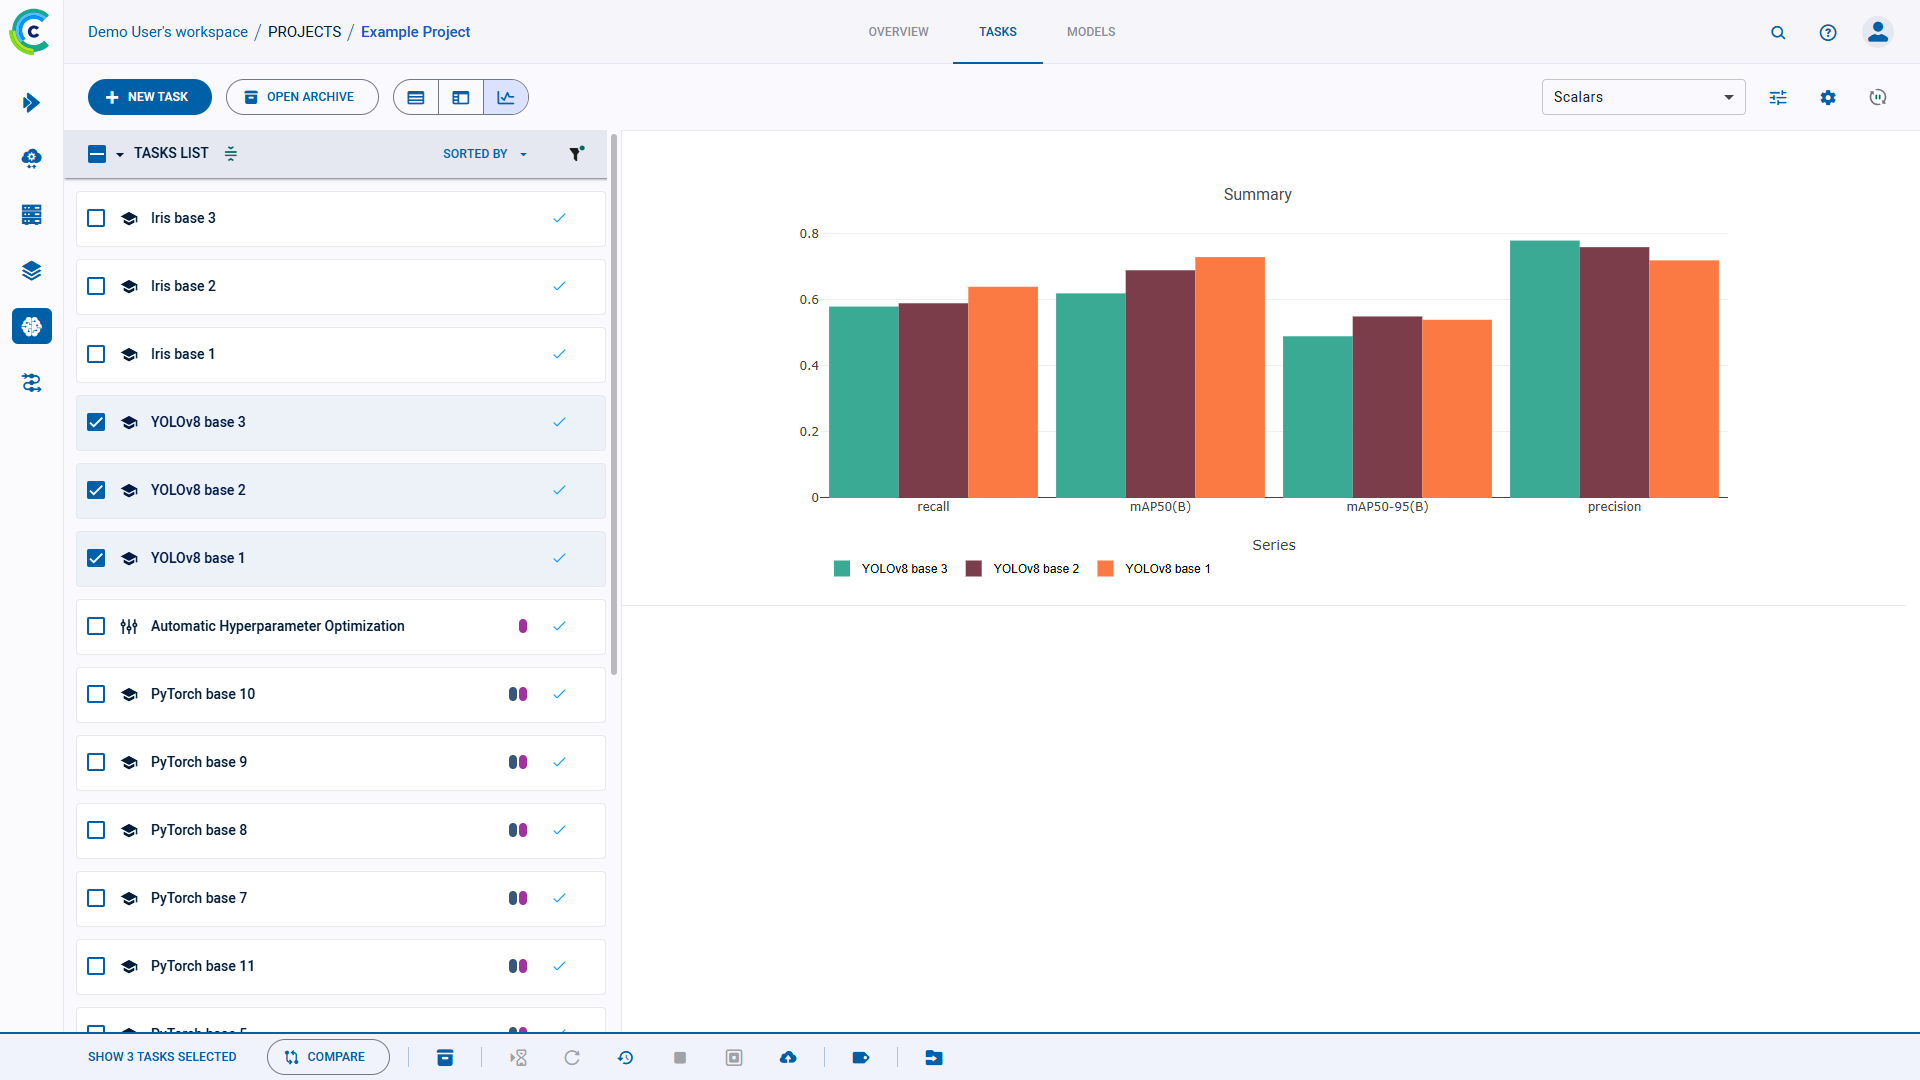 Demo User's workspace / PROJECTS / Example Project
OVERVIEW
TASKS
MODELS
NEW TASK
OPEN ARCHIVE
Scalars
TASKS LIST
SORTED BY
Iris base 3
Iris base 2
Iris base 1
YOLOv8 base 3
YOLOv8 base 2
YOLOv8 base 1
Automatic Hyperparameter Optimization
PyTorch base 10
PyTorch base 9
PyTorch base 8
PyTorch base 7
PyTorch base 11
PyTorch base 5
Summary
0.8
0.6
0.4
0.2
0
recall
mAP50(B)
mAP50-95(B)
precision
Series
YOLOv8 base 3
YOLOv8 base 2
YOLOv8 base 1
SHOW 3 TASKS SELECTED
COMPARE